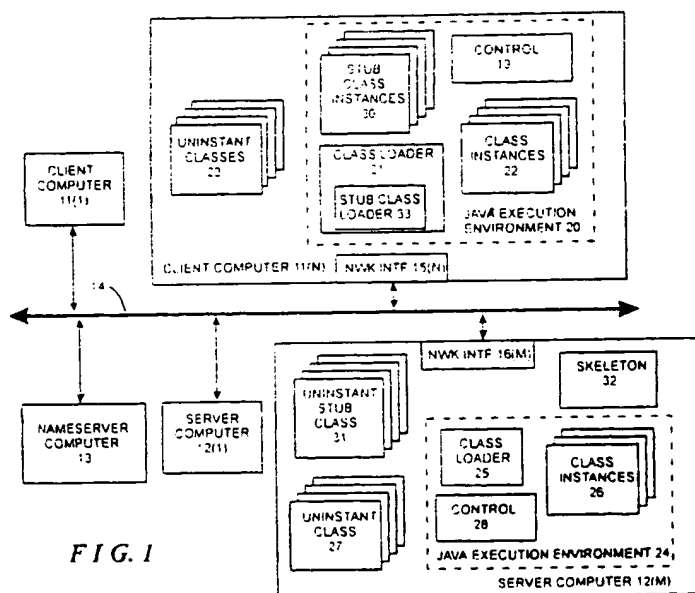 STUB
CLASS
INSTANCES
30
CONTROL
19
UNINSTANT
CLASSES
23
CLASS LOADER
21
STUB CLASS
LOADER 33
CLASS
INSTANCES
22
JAVA EXECUTION
ENVIRONMENT 20
CLIENT COMPUTER 11(N)
NWK INTF 15(N)
CLIENT
COMPUTER
11(1)
14
NAMESERVER
COMPUTER
13
SERVER
COMPUTER
12(1)
NWK INTF 16(M)
UNINSTANT
STUB
CLASS
31
SKELETON
32
UNINSTANT
CLASS
27
CLASS
LOADER
25
CONTROL
28
CLASS
INSTANCES
26
JAVA EXECUTION ENVIRONMENT 24
SERVER COMPUTER 12(M)
FIG. 1